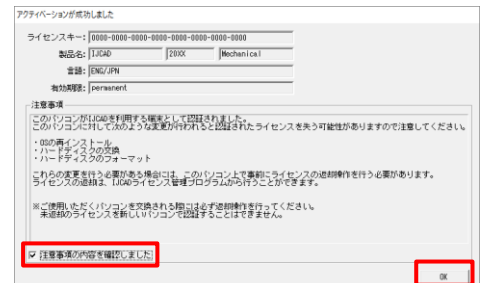 アクティベーションが成功しました
ライセンスキー: 0000-0000-0000-0000-0000-0000-0000
製品名: IJCAD 20XX Mechanical
言語: ENG/JPN
有効期限: permanent
注意事項
このパソコンがIJCADを利用する端末として認証されました。
このパソコンに対して次のような変更が行われると認証されたライセンスを失う可能性がありますので注意してください。
・OSの再インストール
・ハードディスクの交換
・ハードディスクのフォーマット
これらの変更を行う必要がある場合には、このパソコン上で事前にライセンスの返却操作を行う必要があります。
ライセンスの返却は、IJCADライセンス管理プログラムから行うことができます。
※ご使用いただくパソコンを交換される際には必ず返却操作を行ってください。
未返却のライセンスを新しいパソコンで認証することはできません。
注意事項の内容を確認しました
OK